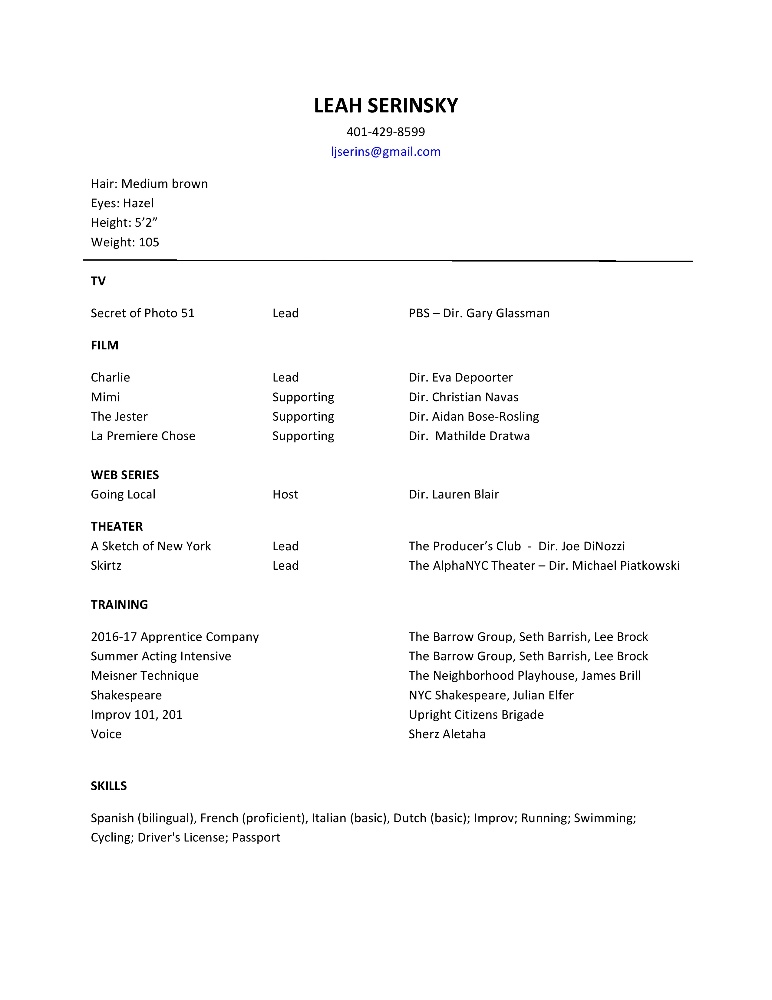 LEAH SERINSKY
401-429-8599
ljserins@gmail.com
Hair: Medium brown
Eyes: Hazel
Height: 5’2”
Weight: 105
TV
Secret of Photo 51 Lead PBS – Dir. Gary Glassman
FILM
Charlie Lead Dir. Eva Depoorter
Mimi Supporting Dir. Christian Navas
The Jester Supporting Dir. Aidan Bose-Rosling
La Premiere Chose Supporting Dir.  Mathilde Dratwa
WEB SERIES
Going Local Host Dir. Lauren Blair
THEATER
A Sketch of New York Lead The Producer’s Club  -  Dir. Joe DiNozzi
Skirtz Lead The AlphaNYC Theater – Dir. Michael Piatkowski
TRAINING
2016-17 Apprentice Company The Barrow Group, Seth Barrish, Lee Brock
Summer Acting Intensive The Barrow Group, Seth Barrish, Lee Brock
Meisner Technique The Neighborhood Playhouse, James Brill
Shakespeare NYC Shakespeare, Julian Elfer
Improv 101, 201 Upright Citizens Brigade
Voice Sherz Aletaha
SKILLS
Spanish (bilingual), French (proficient), Italian (basic), Dutch (basic); Improv; Running; Swimming;
Cycling; Driver's License; Passport